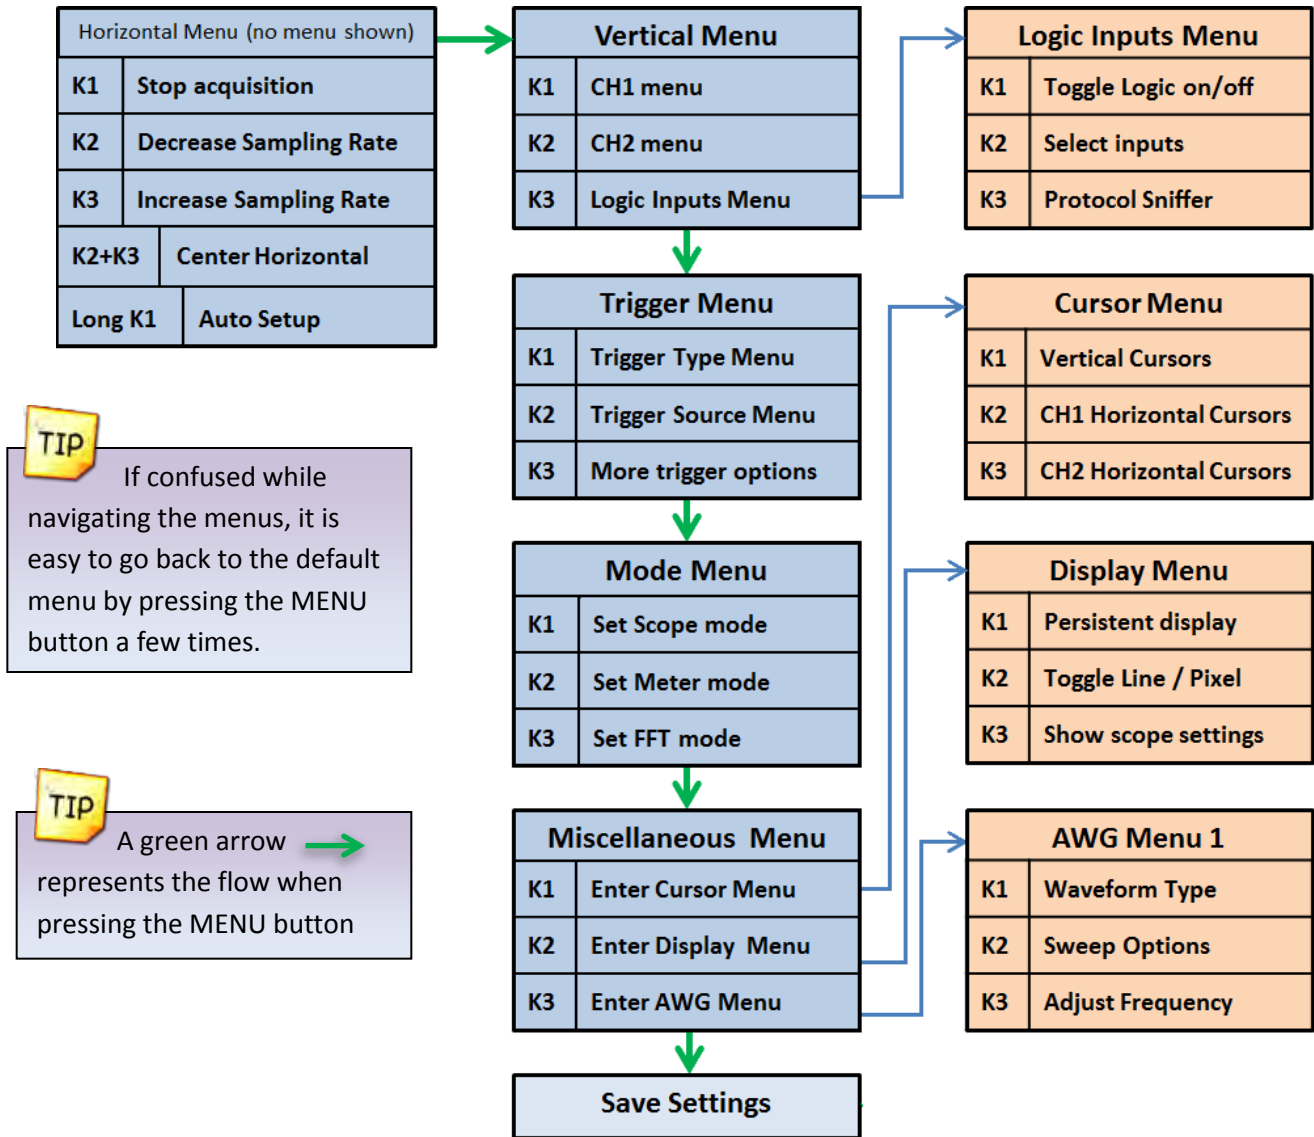 Horizontal Menu (no menu shown)
K1 Stop acquisition
K2 Decrease Sampling Rate
K3 Increase Sampling Rate
K2+K3 Center Horizontal
Long K1 Auto Setup
Vertical Menu
K1 CH1 menu
K2 CH2 menu
K3 Logic Inputs Menu
Logic Inputs Menu
K1 Toggle Logic on/off
K2 Select inputs
K3 Protocol Sniffer
Trigger Menu
K1 Trigger Type Menu
K2 Trigger Source Menu
K3 More trigger options
Cursor Menu
K1 Vertical Cursors
K2 CH1 Horizontal Cursors
K3 CH2 Horizontal Cursors
TIP
If confused while
navigating the menus, it is
easy to go back to the default
menu by pressing the MENU
button a few times.
Mode Menu
K1 Set Scope mode
K2 Set Meter mode
K3 Set FFT mode
Display Menu
K1 Persistent display
K2 Toggle Line / Pixel
K3 Show scope settings
TIP
A green arrow
represents the flow when
pressing the MENU button
Miscellaneous Menu
K1 Enter Cursor Menu
K2 Enter Display Menu
K3 Enter AWG Menu
AWG Menu 1
K1 Waveform Type
K2 Sweep Options
K3 Adjust Frequency
Save Settings